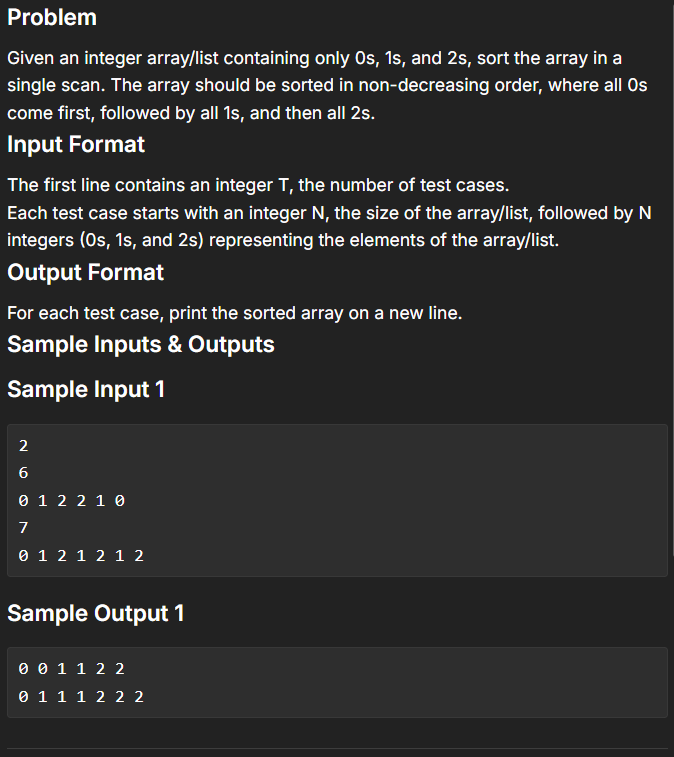 Problem
Given an integer array/list containing only 0s, 1s, and 2s, sort the array in a
single scan. The array should be sorted in non-decreasing order, where all 0s
come first, followed by all 1s, and then all 2s.
Input Format
The first line contains an integer T, the number of test cases.
Each test case starts with an integer N, the size of the array/list, followed by N
integers (0s, 1s, and 2s) representing the elements of the array/list.
Output Format
For each test case, print the sorted array on a new line.
Sample Inputs & Outputs
Sample Input 1
2
6
0 1 2 2 1 0
7
0 1 2 1 2 1 2
Sample Output 1
0 0 1 1 2 2
0 1 1 1 2 2 2